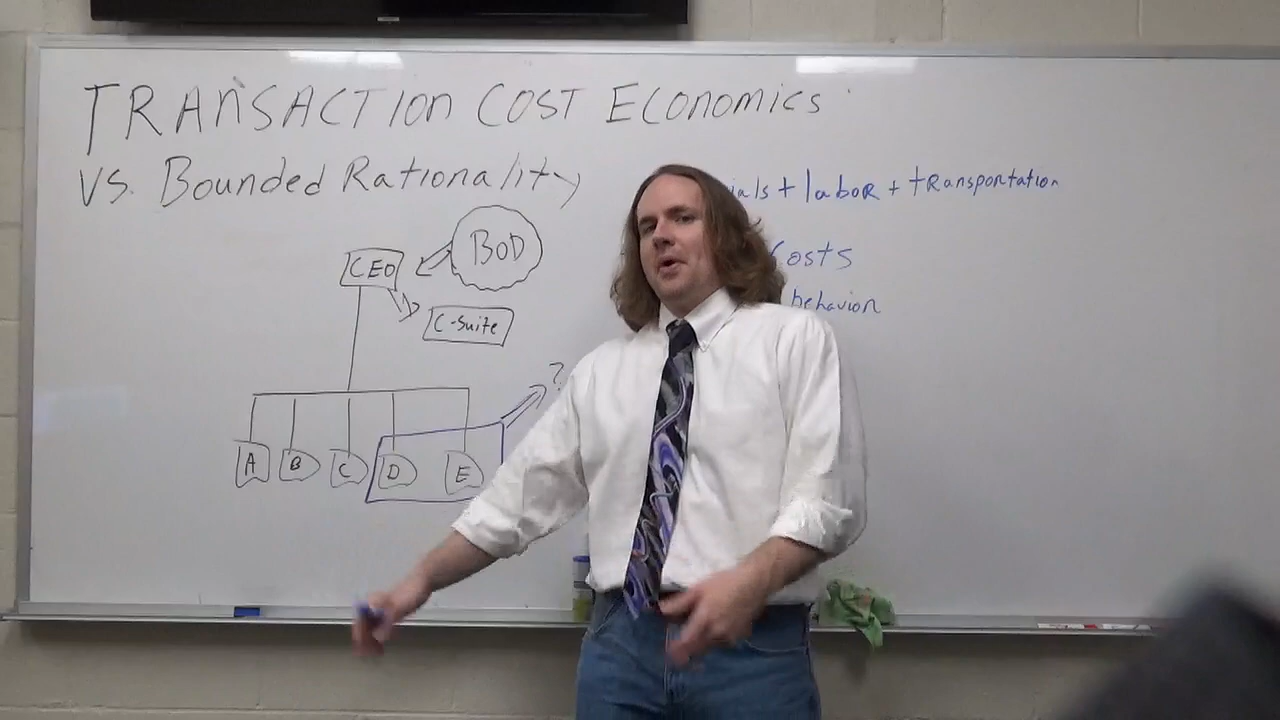 TRANSACTION COST ECONOMICS
VS. Bounded Rationality
+ labor + transportation
costs
behavior
BOD
CEO
C-Suite
?
A B C D E